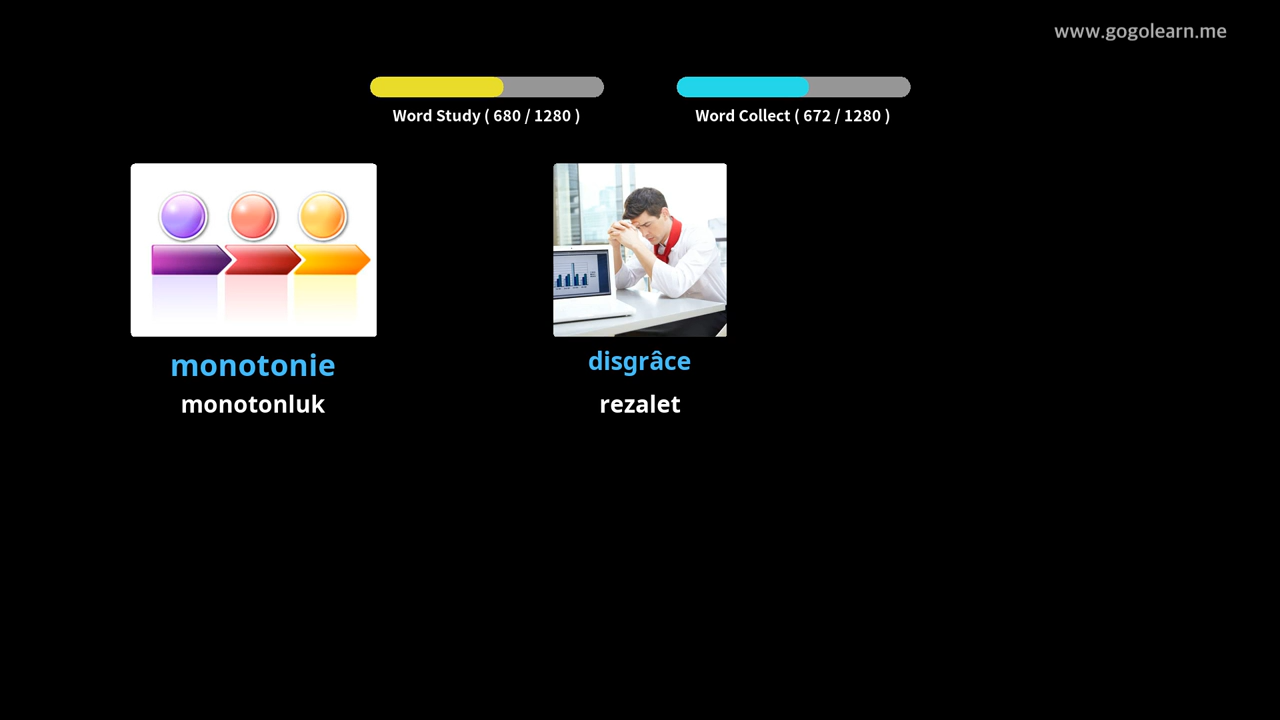 www.gogolearn.me
Word Study ( 680 / 1280 )
Word Collect ( 672 / 1280 )
monotonie
monotonluk
disgrâce
rezalet